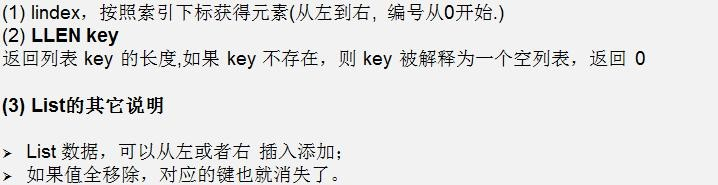 (1) lindex，按照索引下标获得元素(从左到右, 编号从0开始.)
(2) LLEN key
返回列表 key 的长度,如果 key 不存在，则 key 被解释为一个空列表，返回 0
(3) List的其它说明
➢ List 数据，可以从左或者右 插入添加；
➢ 如果值全移除，对应的键也就消失了。